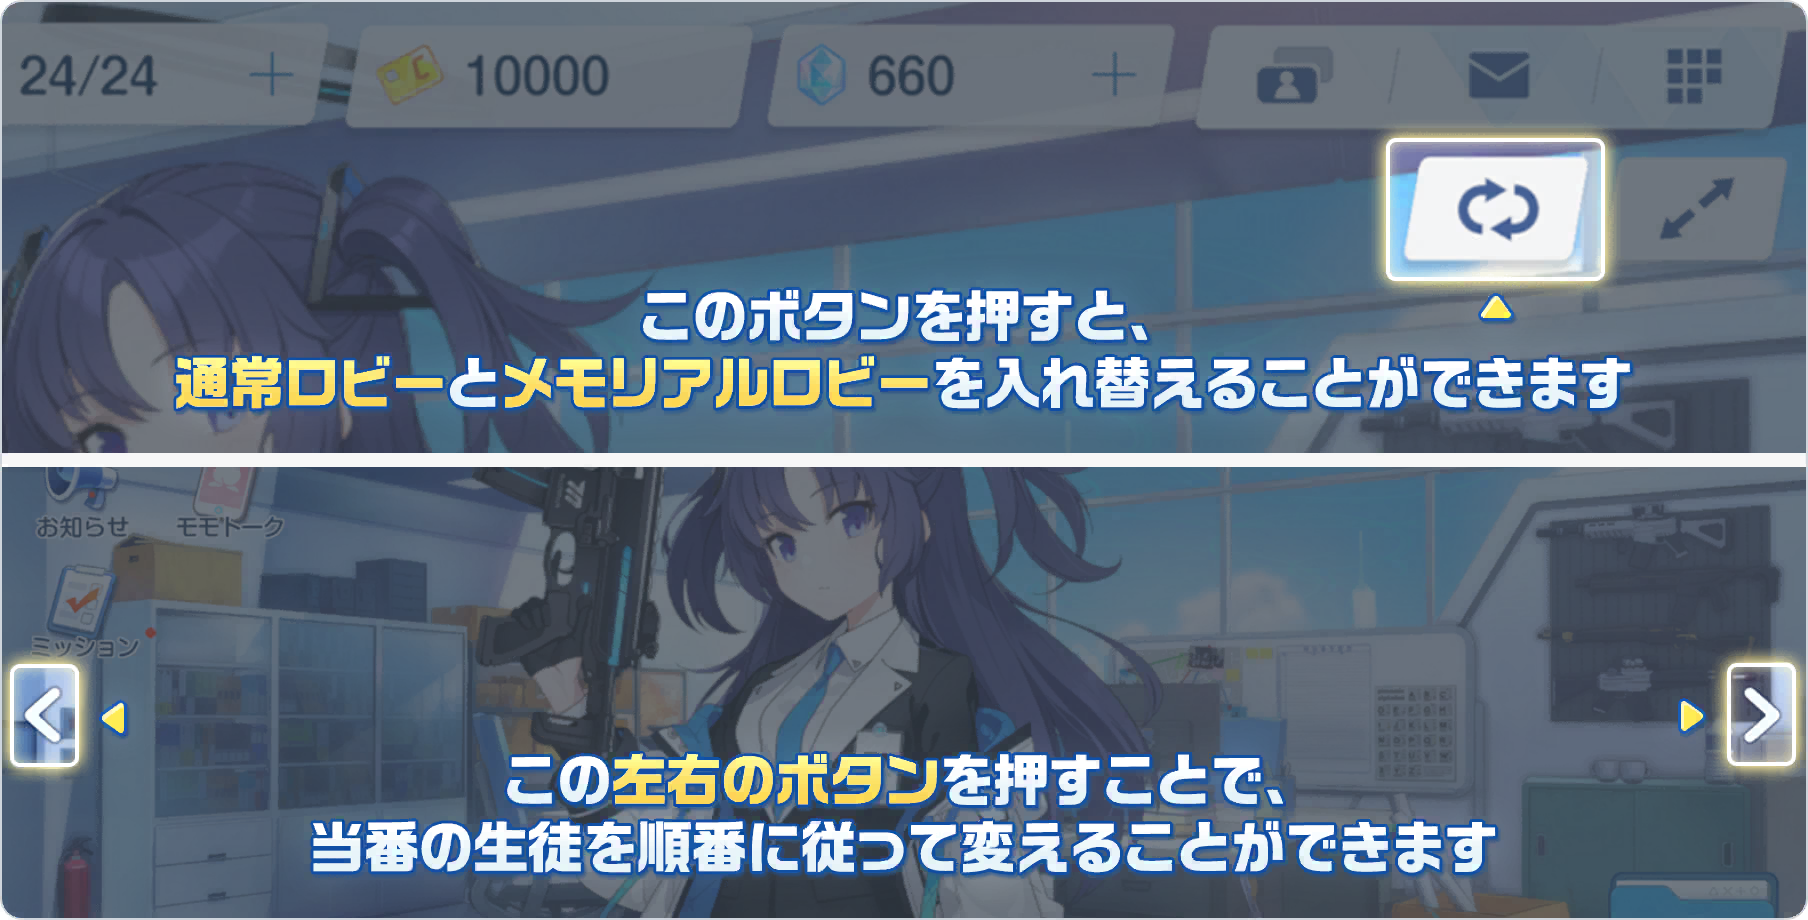 24/24
10000
660
このボタンを押すと、
通常ロビーとメモリアルロビーを入れ替えることができます
お知らせ
モモトーク
ミッション
この左右のボタンを押すことで、
当番の生徒を順番に従って変えることができます